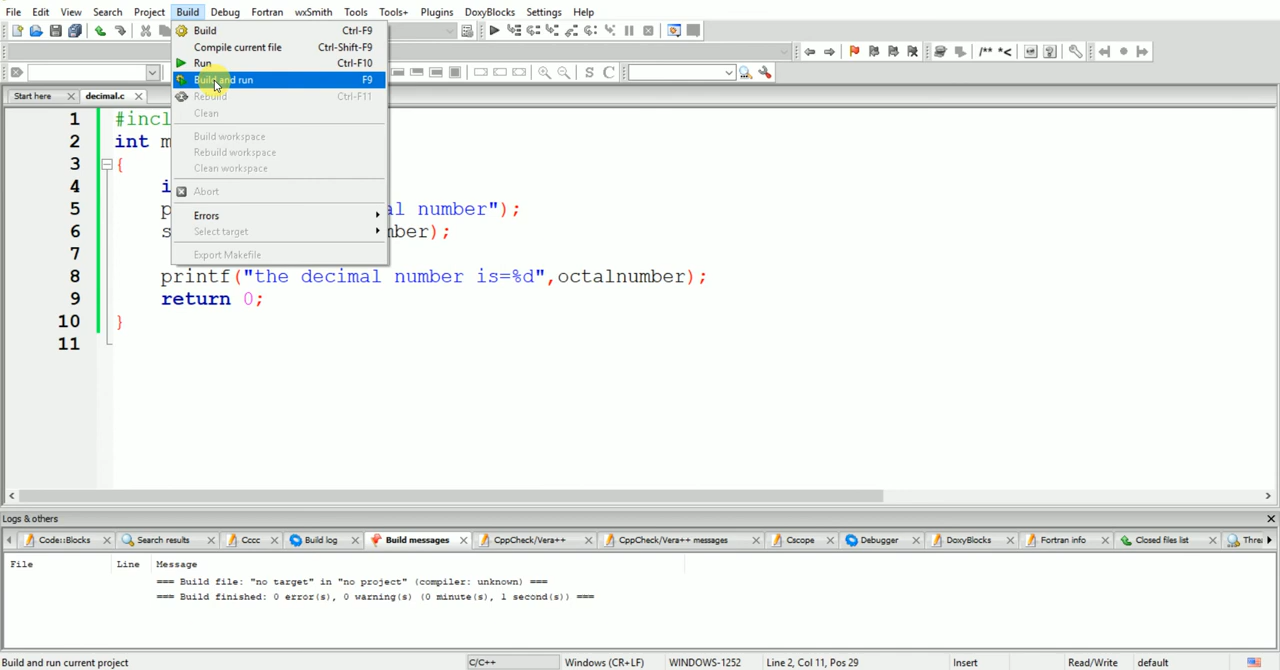 File Edit View Search Project Build Debug Fortran wxSmith Tools Tools+ Plugins DoxyBlocks Settings Help
Build Ctrl-F9
Compile current file Ctrl-Shift-F9
Run Ctrl-F10
Build and run F9
Rebuild Ctrl-F11
Clean
Build workspace
Rebuild workspace
Clean workspace
Abort
Errors
Select target
Export Makefile
/** *<
S C
Start here decimal.c
1 #incl
2 int m
3 {
4 i
5 p al number");
6 s mber);
7
8 printf("the decimal number is=%d",octalnumber);
9 return 0;
10 }
11
Logs & others
Code::Blocks Search results Cccc Build log Build messages CppCheck/Vera++ CppCheck/Vera++ messages Cscope Debugger DoxyBlocks Fortran info Closed files list Threa
File Line Message
=== Build file: "no target" in "no project" (compiler: unknown) ===
=== Build finished: 0 error(s), 0 warning(s) (0 minute(s), 1 second(s)) ===
Build and run current project C/C++ Windows (CR+LF) WINDOWS-1252 Line 2, Col 11, Pos 29 Insert Read/Write default